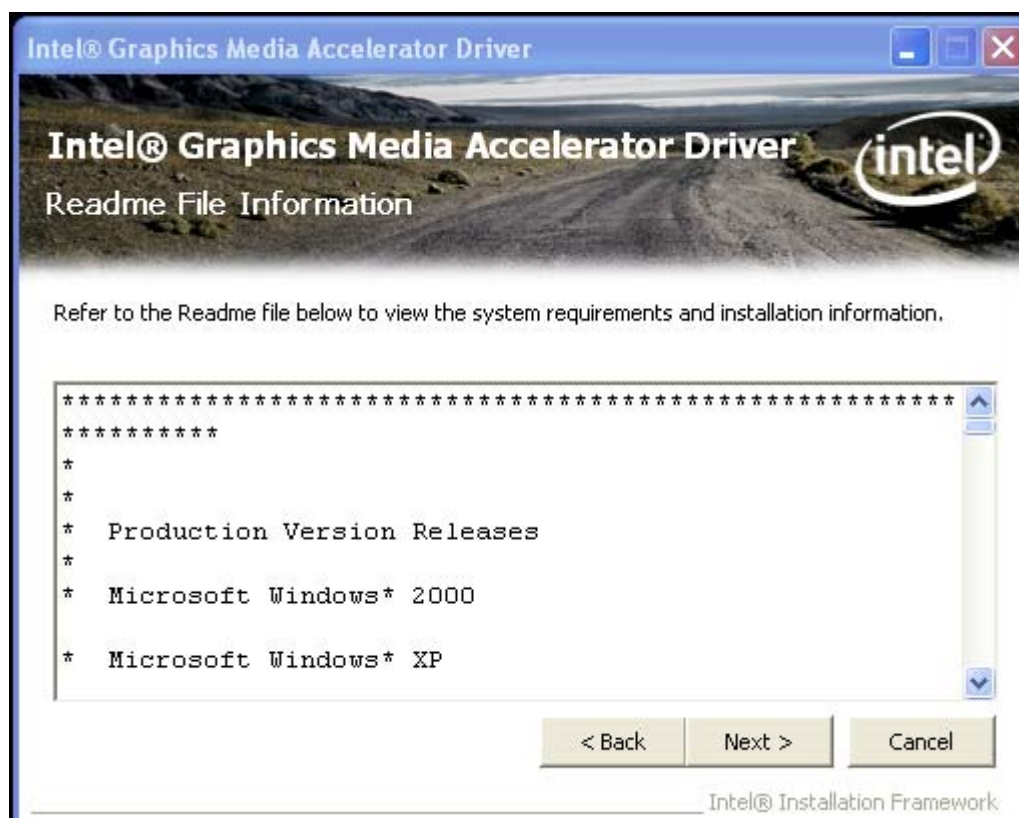 Intel® Graphics Media Accelerator Driver
Intel® Graphics Media Accelerator Driver
intel
Readme File Information
Refer to the Readme file below to view the system requirements and installation information.
********************************************************
**********
*
*
* Production Version Releases
*
* Microsoft Windows* 2000
* Microsoft Windows* XP
< Back
Next >
Cancel
Intel® Installation Framework